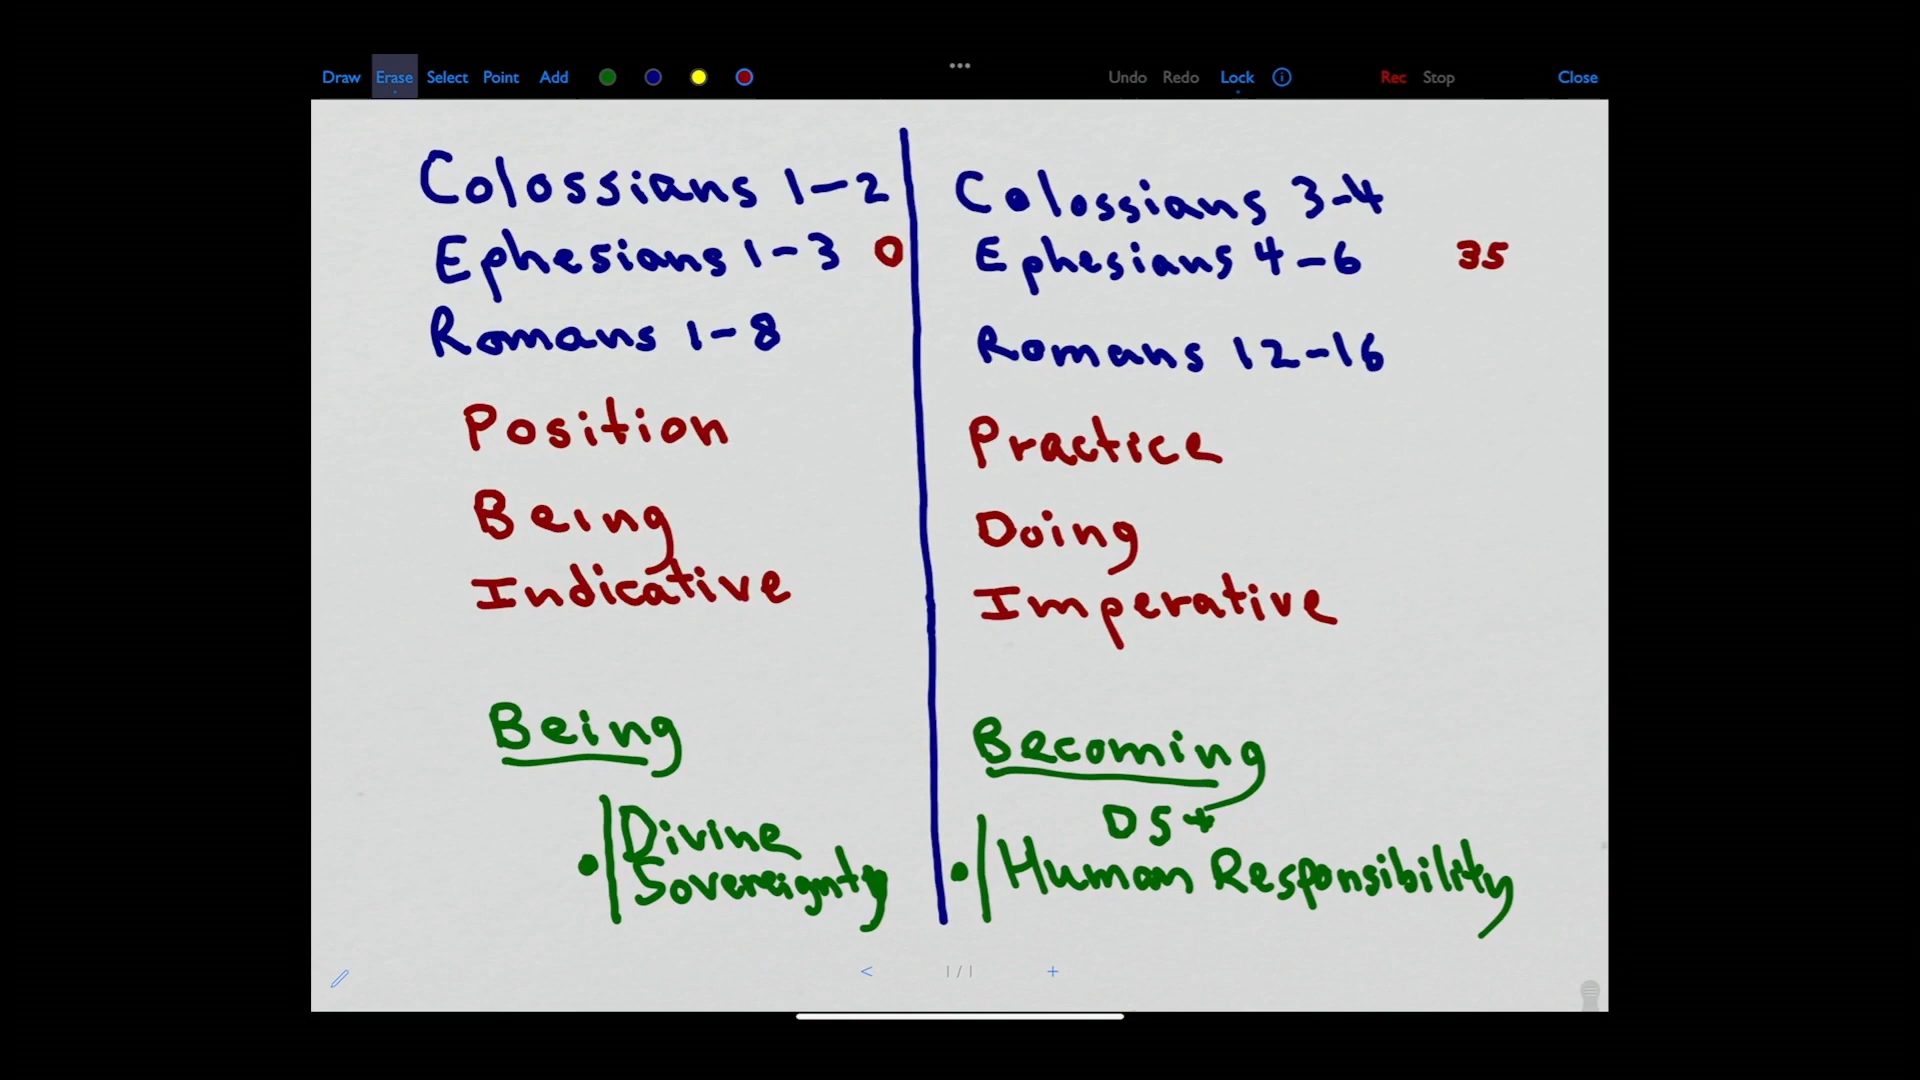 Draw Erase Select Point Add ••• Undo Redo Lock Rec Stop Close
Colossians 1-2
Ephesians 1-3 0
Romans 1-8
Position
Being
Indicative
Being
• Divine
Sovereignty
Colossians 3-4
Ephesians 4-6 35
Romans 12-16
Practice
Doing
Imperative
Becoming
DS +
• Human Responsibility
< 1/1 +